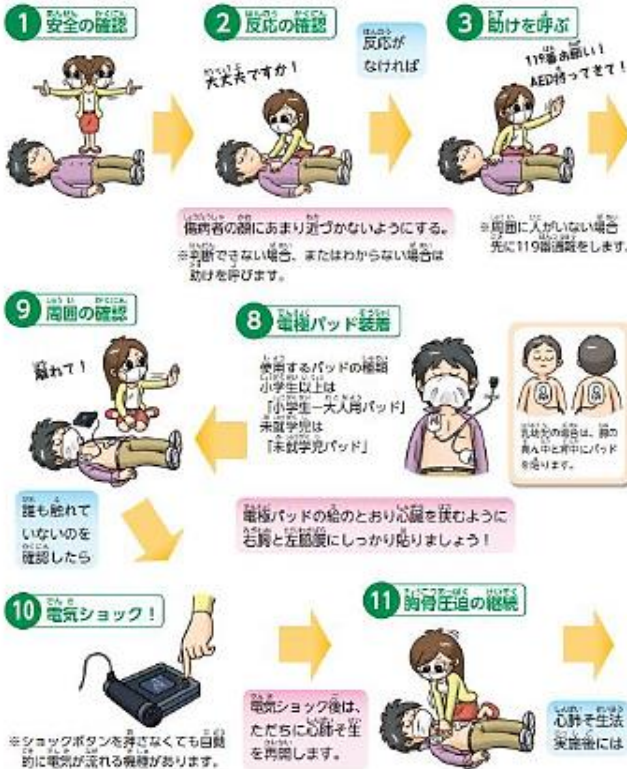 1 安全の確認
2 反応の確認
大丈夫ですか！
反応が
なければ
3 助けを呼ぶ
119番お願い！
AED持ってきて！
傷病者の顔にあまり近づかないようにする。
※判断できない場合、またはわからない場合は
助けを呼びます。
※周囲に人がいない場合
先に119番通報をします。
9 周囲の確認
離れて！
誰も触れて
いないのを
確認したら
8 電極パッド装着
使用するパッドの種類
小学生以上は
「小学生ー大人用パッド」
未就学児は
「未就学児パッド」
乳幼児の場合は、胸の
真ん中と背中にパッド
を貼ります。
電極パッドの絵のとおり心臓を挟むように
右胸と左脇腹にしっかり貼りましょう！
10 電気ショック！
※ショックボタンを押さなくても自動
的に電気が流れる機種があります。
電気ショック後は、
ただちに心肺そ生
を再開します。
11 胸骨圧迫の継続
心肺そ生法
実施後には